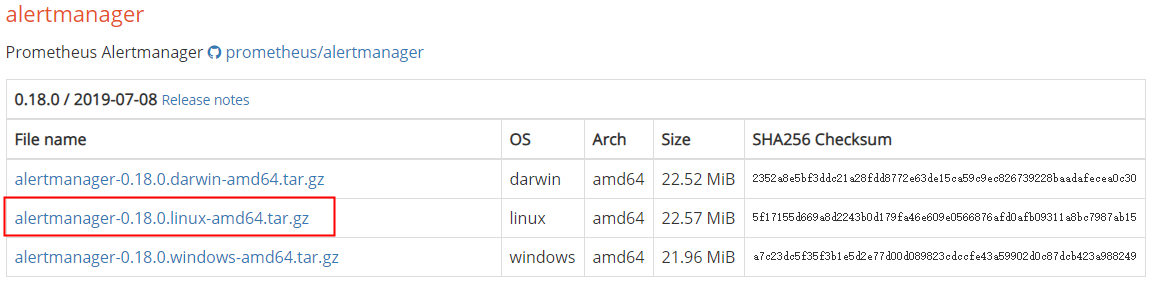 alertmanager
Prometheus Alertmanager prometheus/alertmanager
0.18.0 / 2019-07-08 Release notes
File name OS Arch Size SHA256 Checksum
alertmanager-0.18.0.darwin-amd64.tar.gz darwin amd64 22.52 MiB 2352a8e5bf3ddc21a28fdd8772e63de15ca59c9ec826739228baadafecea0c30
alertmanager-0.18.0.linux-amd64.tar.gz linux amd64 22.57 MiB 5f17155d669a8d2243b0d179fa46e609e0566876afd0afb09311a8bc7987ab15
alertmanager-0.18.0.windows-amd64.tar.gz windows amd64 21.96 MiB a7c23dc5f35f3b1e5d2e77d00d089823cdccfe43a59902d0c87dcb423a988249